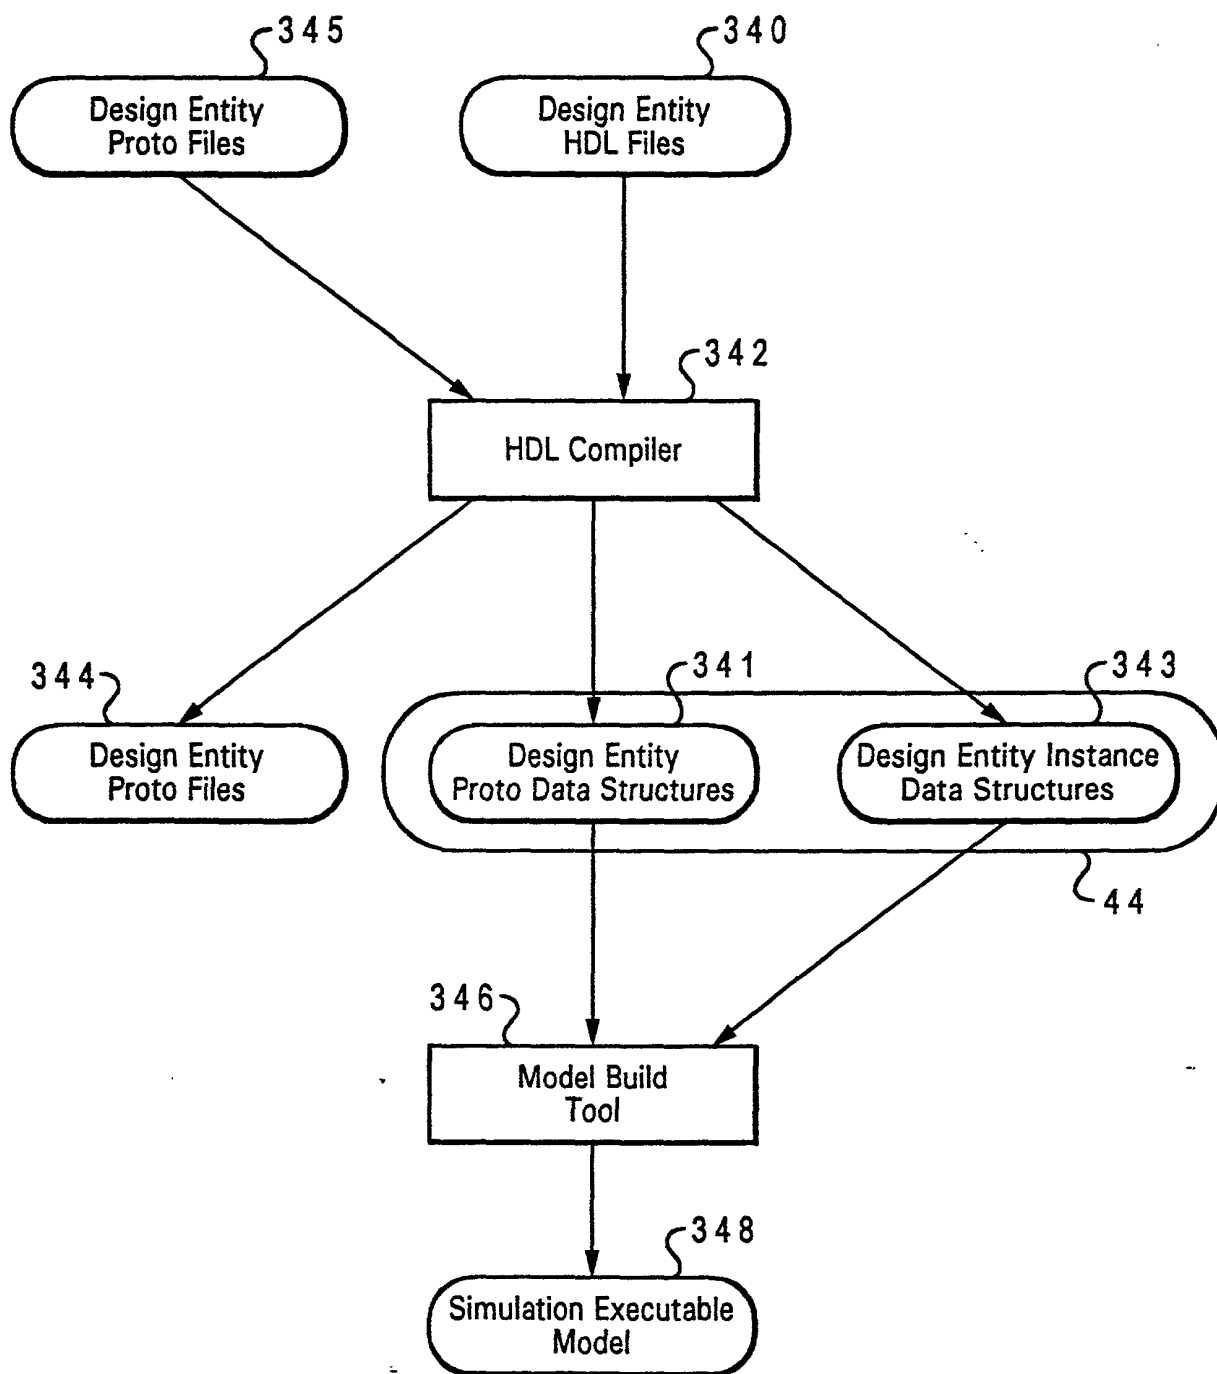 345
340
Design Entity
Proto Files
Design Entity
HDL Files
342
HDL Compiler
344
341
343
Design Entity
Proto Files
Design Entity
Proto Data Structures
Design Entity Instance
Data Structures
44
346
Model Build
Tool
348
Simulation Executable
Model